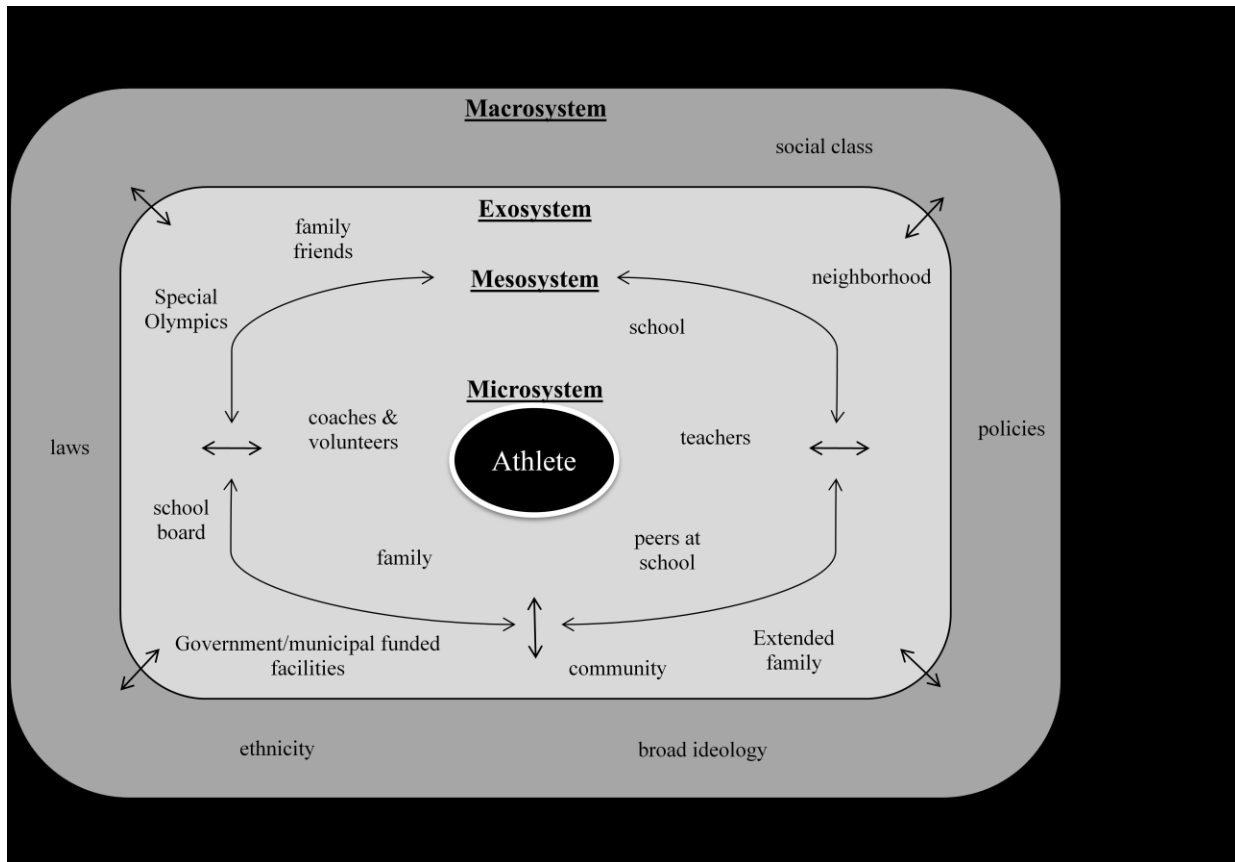 Macrosystem
social class
Exosystem
family
friends
Mesosystem
neighborhood
Special
Olympics
school
Microsystem
coaches &
volunteers
Athlete
teachers
policies
laws
school
board
family
peers at
school
Government/municipal funded
facilities
community
Extended
family
ethnicity
broad ideology